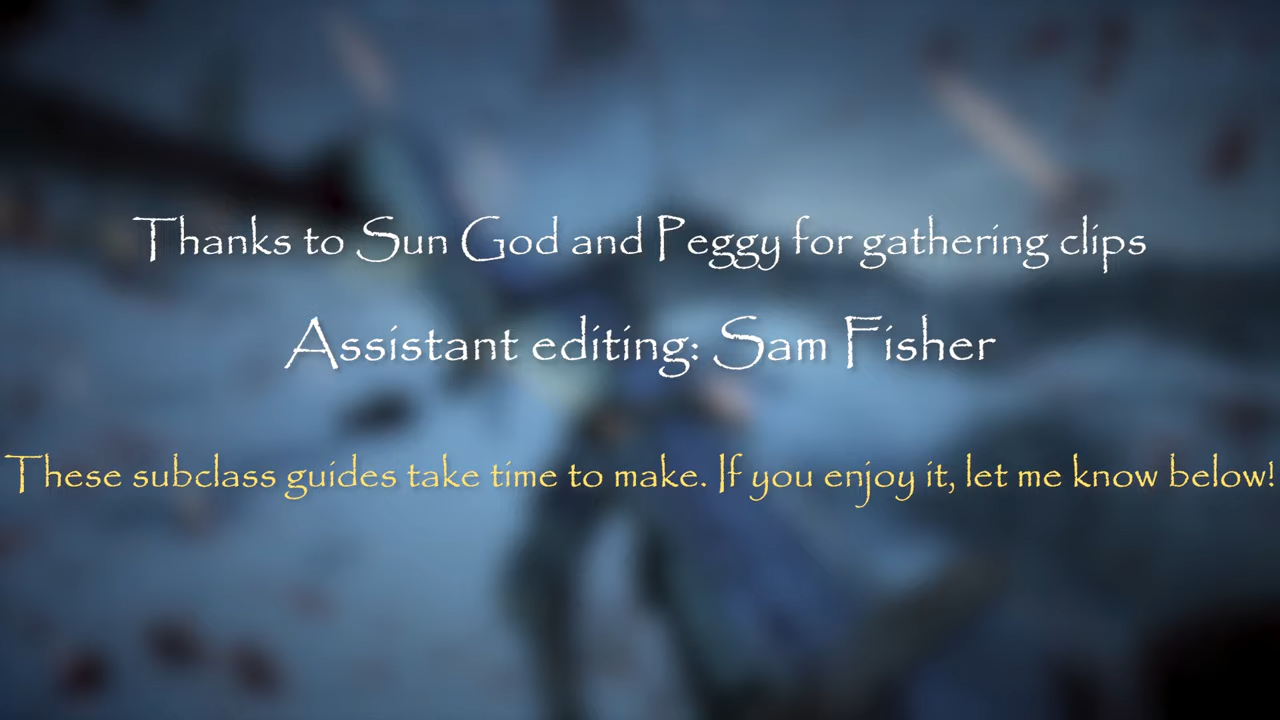 Thanks to Sun God and Peggy for gathering clips
Assistant editing: Sam Fisher
These subclass guides take time to make. If you enjoy it, let me know below!